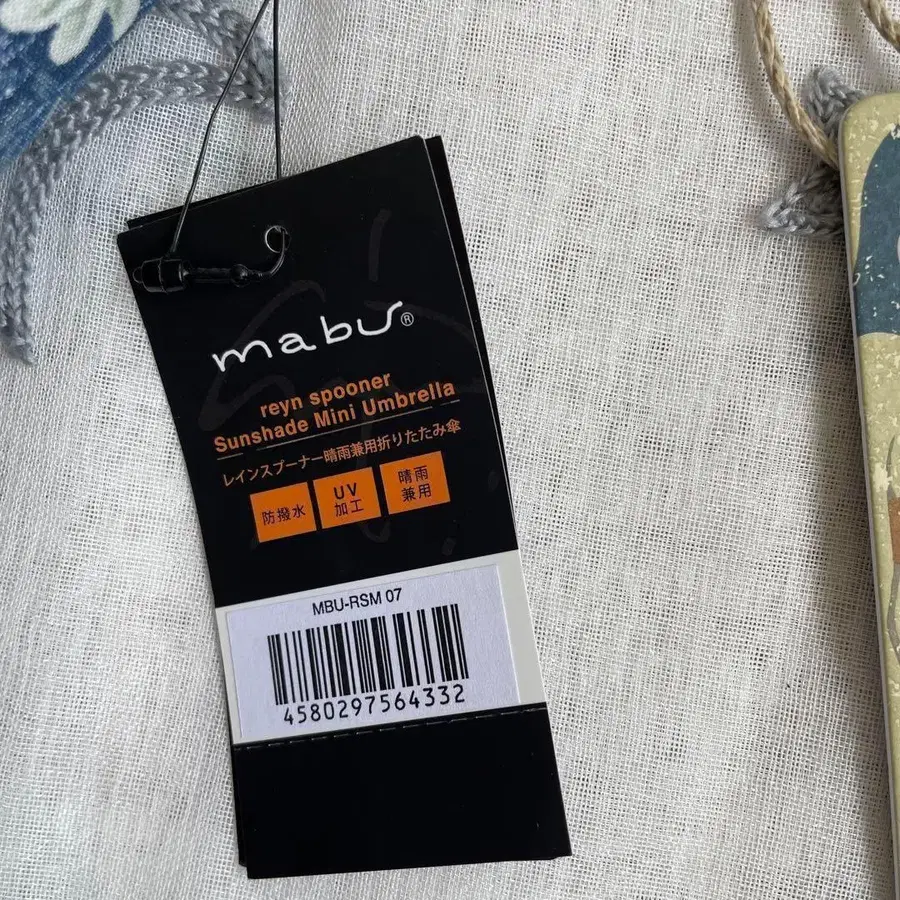 mabu®
reyn spooner
Sunshade Mini Umbrella
レインスプーナー晴雨兼用折りたたみ傘
防撥水
UV
加工
晴雨
兼用
MBU-RSM 07
4580297564332